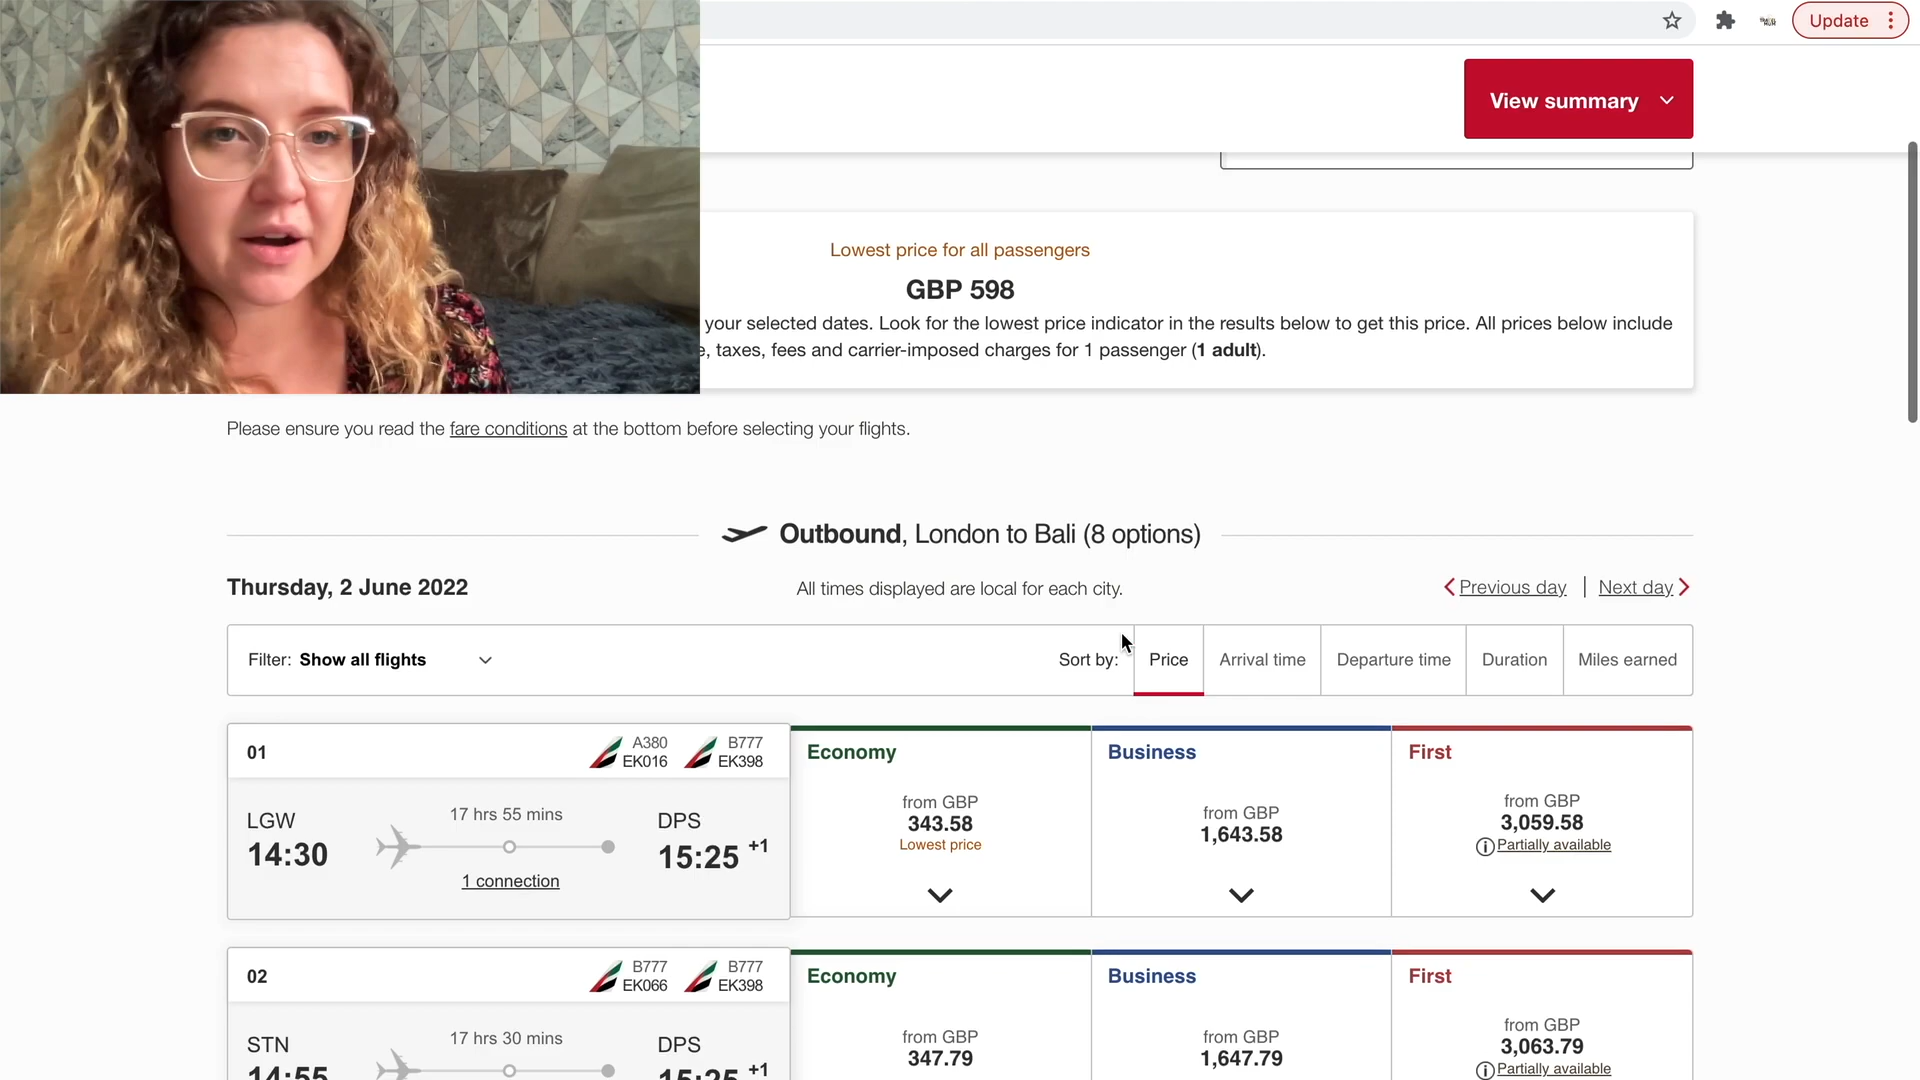 Update
View summary
Lowest price for all passengers
GBP 598
your selected dates. Look for the lowest price indicator in the results below to get this price. All prices below include
, taxes, fees and carrier-imposed charges for 1 passenger (1 adult).
Please ensure you read the fare conditions at the bottom before selecting your flights.
Outbound, London to Bali (8 options)
Thursday, 2 June 2022
All times displayed are local for each city.
Previous day | Next day
Filter: Show all flights
Sort by: Price Arrival time Departure time Duration Miles earned
01
A380
EK016
B777
EK398
LGW
14:30
17 hrs 55 mins
1 connection
DPS
15:25 +1
Economy
from GBP
343.58
Lowest price
Business
from GBP
1,643.58
First
from GBP
3,059.58
Partially available
02
B777
EK066
B777
EK398
STN
14:55
17 hrs 30 mins
DPS
15:25 +1
Economy
from GBP
347.79
Business
from GBP
1,647.79
First
from GBP
3,063.79
Partially available